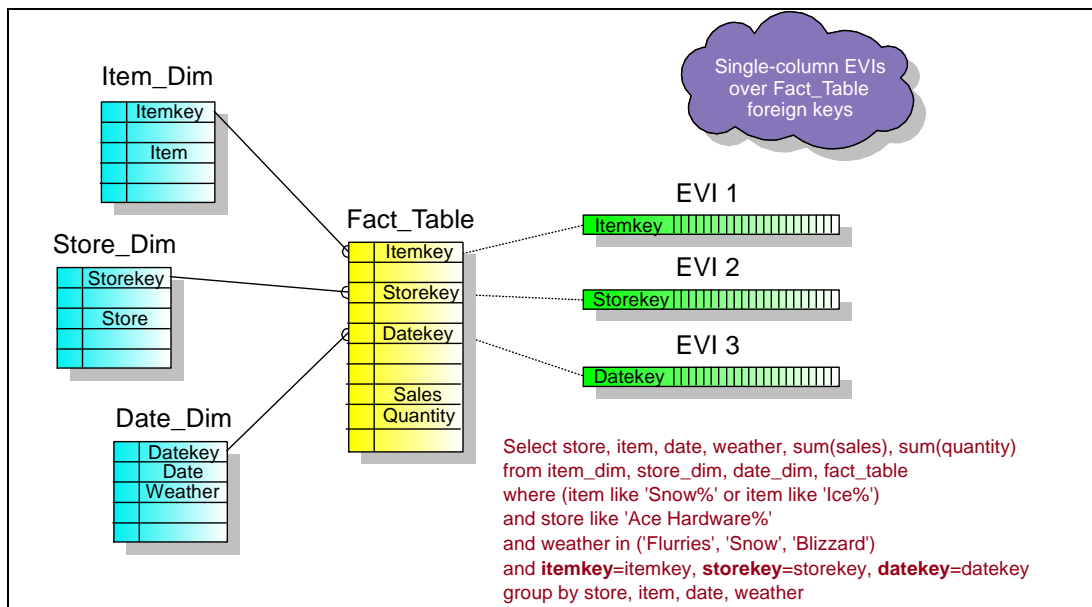 Single-column EVIs
over Fact_Table
foreign keys
Item_Dim
Itemkey
Item
Store_Dim
Storekey
Store
Date_Dim
Datekey
Date
Weather
Fact_Table
Itemkey
Storekey
Datekey
Sales
Quantity
EVI 1
Itemkey
EVI 2
Storekey
EVI 3
Datekey
Select store, item, date, weather, sum(sales), sum(quantity)
from item_dim, store_dim, date_dim, fact_table
where (item like 'Snow%' or item like 'Ice%')
and store like 'Ace Hardware%'
and weather in ('Flurries', 'Snow', 'Blizzard')
and itemkey=itemkey, storekey=storekey, datekey=datekey
group by store, item, date, weather